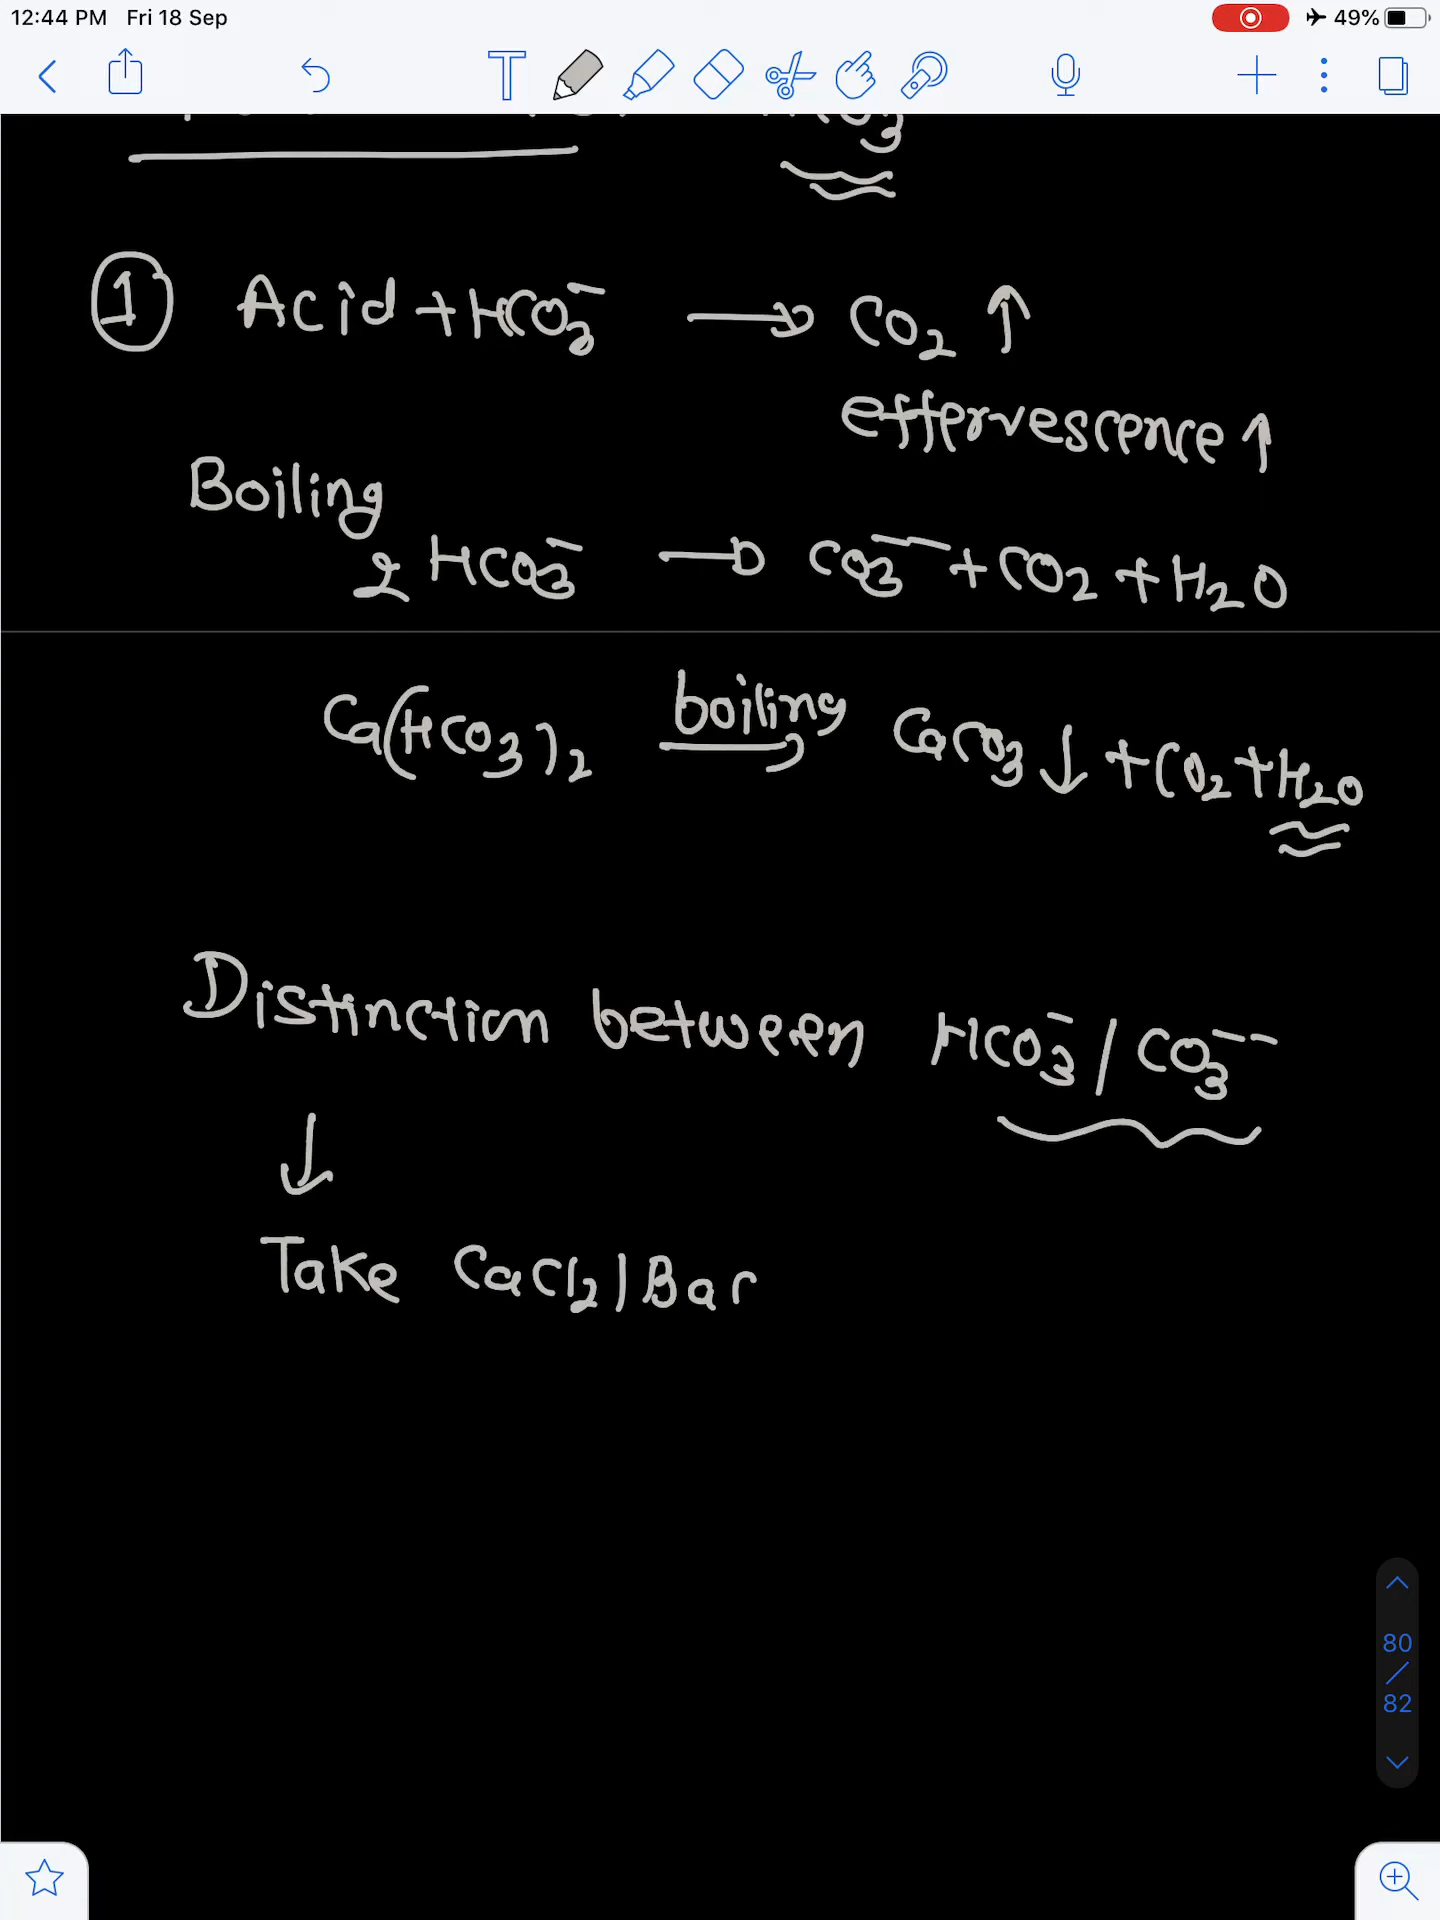 12:44 PM Fri 18 Sep 49%
CO3
1 Acid + HCO3⁻ → CO2 ↑
effervescence ↑
Boiling
2 HCO3⁻ → CO3⁻⁻ + CO2 + H2O
Ca(HCO3)2 boiling → CaCO3 ↓ + CO2 + H2O
Distinction between HCO3⁻ / CO3⁻⁻
↓
Take CaCl2 / Bar
80
/
82